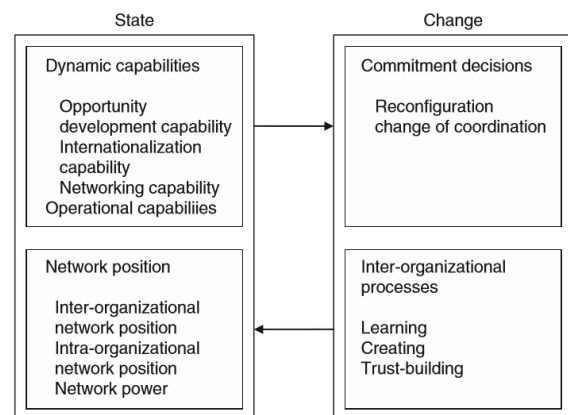 State
Change
Dynamic capabilities
Opportunity
development capability
Internationalization
capability
Networking capability
Operational capabiliies
Commitment decisions
Reconfiguration
change of coordination
Network position
Inter-organizational
network position
Intra-organizational
network position
Network power
Inter-organizational
processes
Learning
Creating
Trust-building